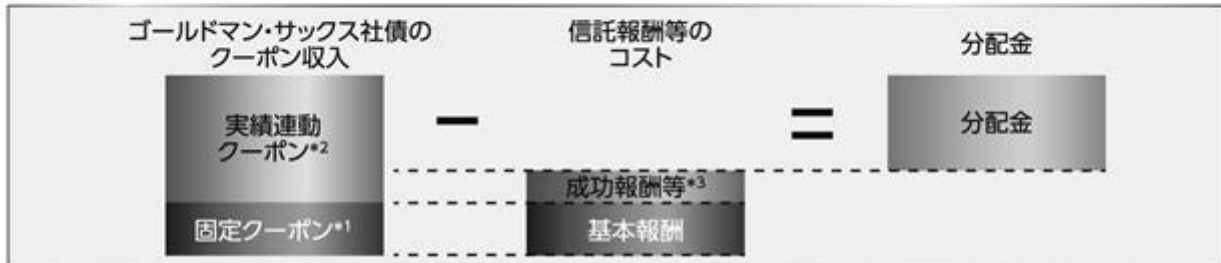 ゴールドマン・サックス社債の
クーポン収入
信託報酬等の
コスト
分配金
実績連動
クーポン*2
固定クーポン*1
ー
成功報酬等*3
基本報酬
=
分配金